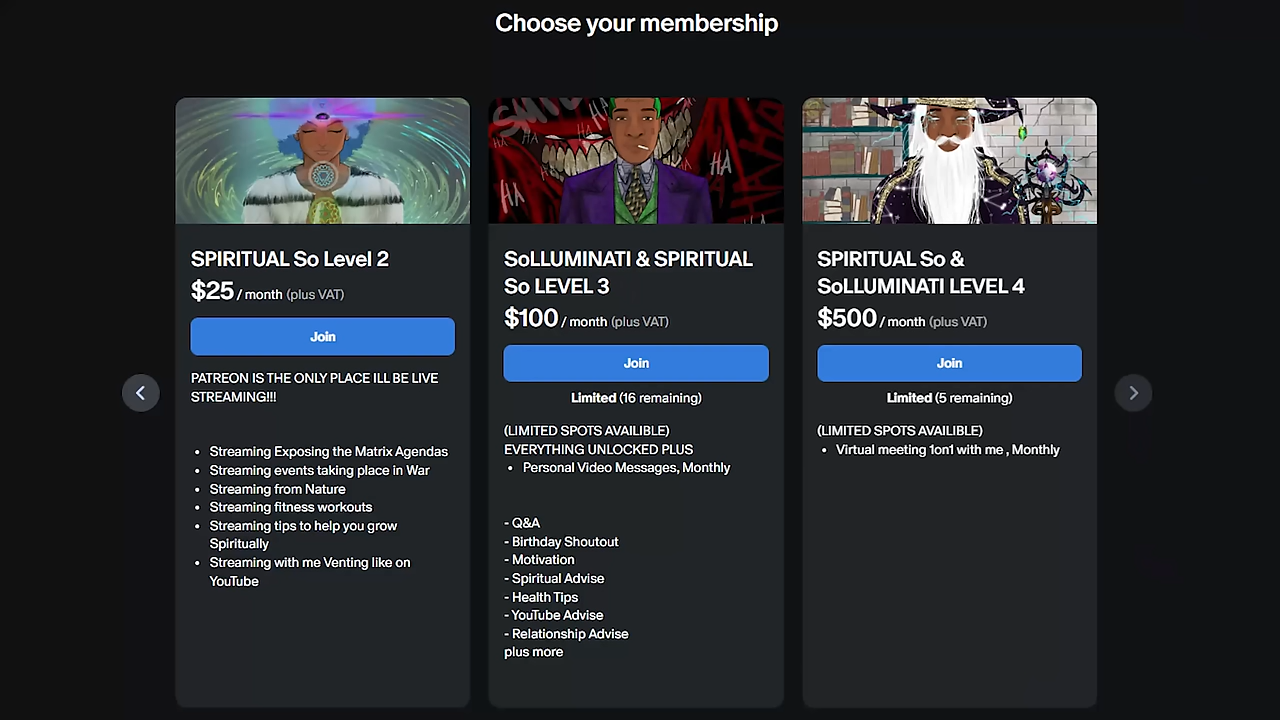 Choose your membership
SPIRITUAL So Level 2
$25 / month (plus VAT)
Join
PATREON IS THE ONLY PLACE ILL BE LIVE
STREAMING!!!
• Streaming Exposing the Matrix Agendas
• Streaming events taking place in War
• Streaming from Nature
• Streaming fitness workouts
• Streaming tips to help you grow
Spiritually
• Streaming with me Venting like on
YouTube
HA
HA
HA
HA
HA
SoLLUMINATI & SPIRITUAL
So LEVEL 3
$100 / month (plus VAT)
Join
Limited (16 remaining)
(LIMITED SPOTS AVAILIBLE)
EVERYTHING UNLOCKED PLUS
• Personal Video Messages, Monthly
- Q&A
- Birthday Shoutout
- Motivation
- Spiritual Advise
- Health Tips
- YouTube Advise
- Relationship Advise
plus more
SPIRITUAL So &
SoLLUMINATI LEVEL 4
$500 / month (plus VAT)
Join
Limited (5 remaining)
(LIMITED SPOTS AVAILIBLE)
• Virtual meeting 1on1 with me , Monthly